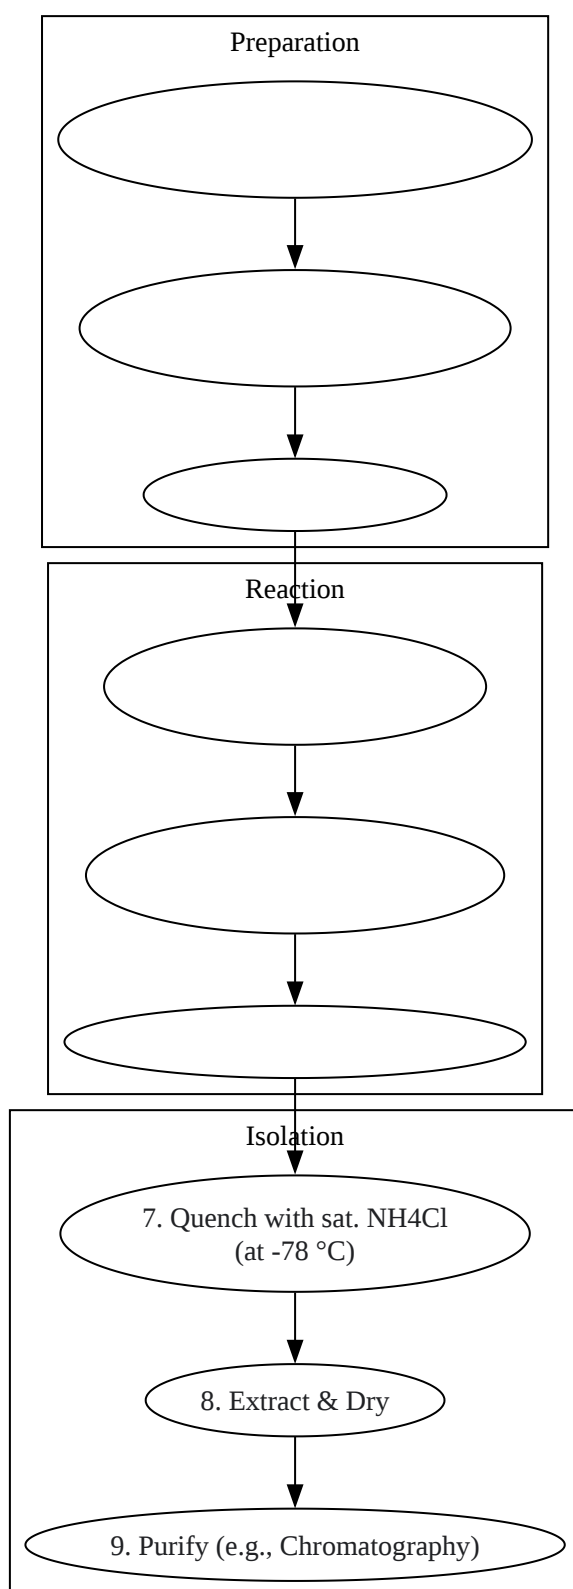 Preparation
Reaction
Isolation
7. Quench with sat. NH4Cl
(at -78 °C)
8. Extract & Dry
9. Purify (e.g., Chromatography)